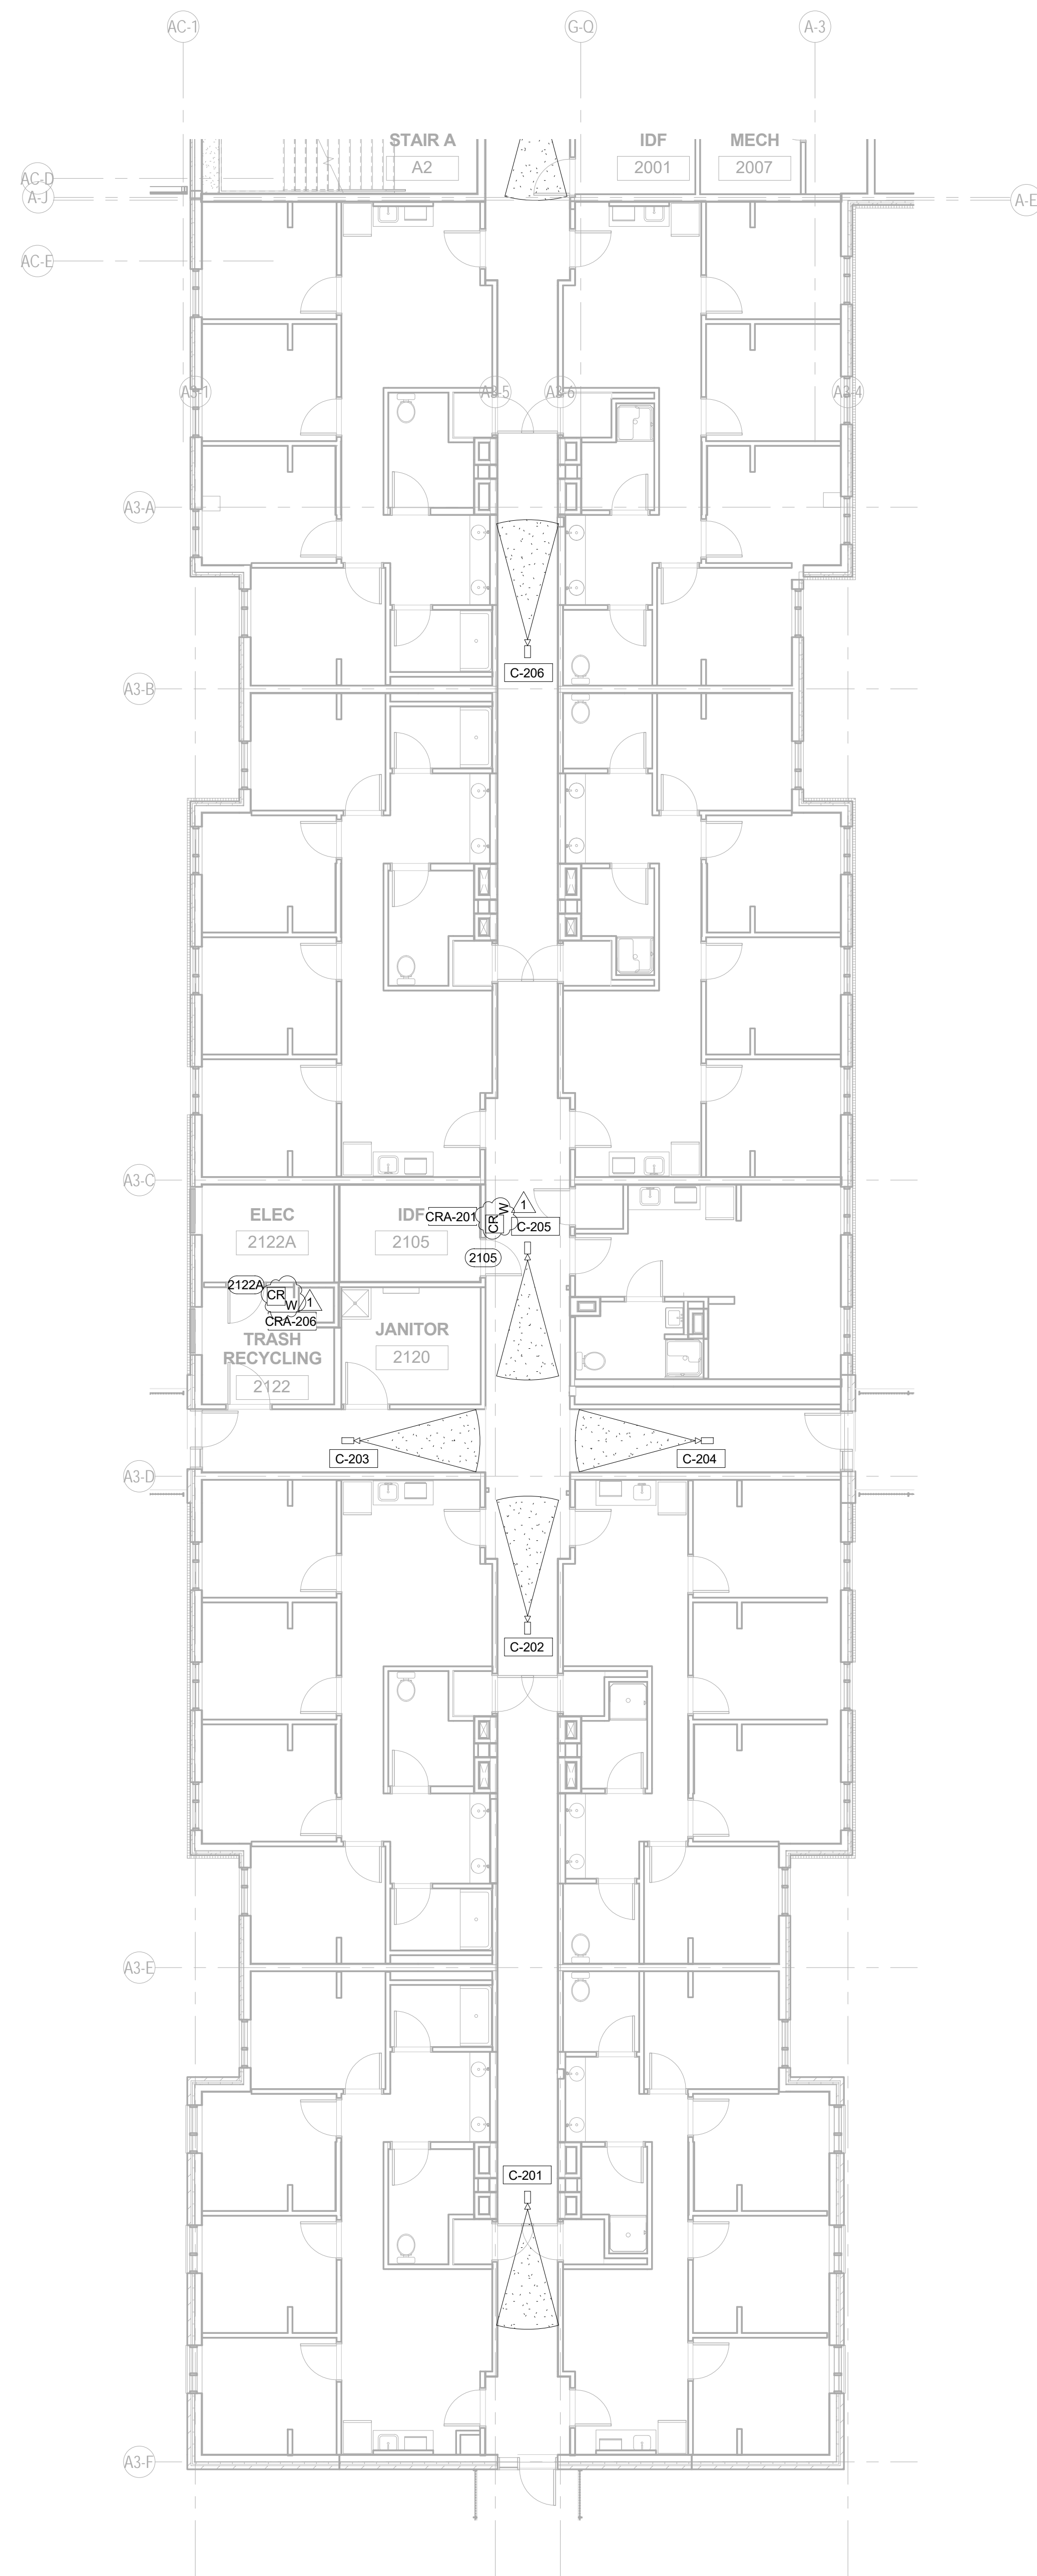 AC-1
G-Q
A-3
STAIR A
A2
IDF
2001
MECH
2007
AC-D
A-J
A-E
AC-E
A3-1
A3-5
A3-6
A3-4
A3-A
C-206
A3-B
A3-C
ELEC
2122A
IDF
2105
CRA-201
CR
W
1
C-205
2105
2122A
CR
W
1
CRA-206
TRASH
RECYCLING
2122
JANITOR
2120
C-203
C-204
A3-D
C-202
A3-E
C-201
A3-F